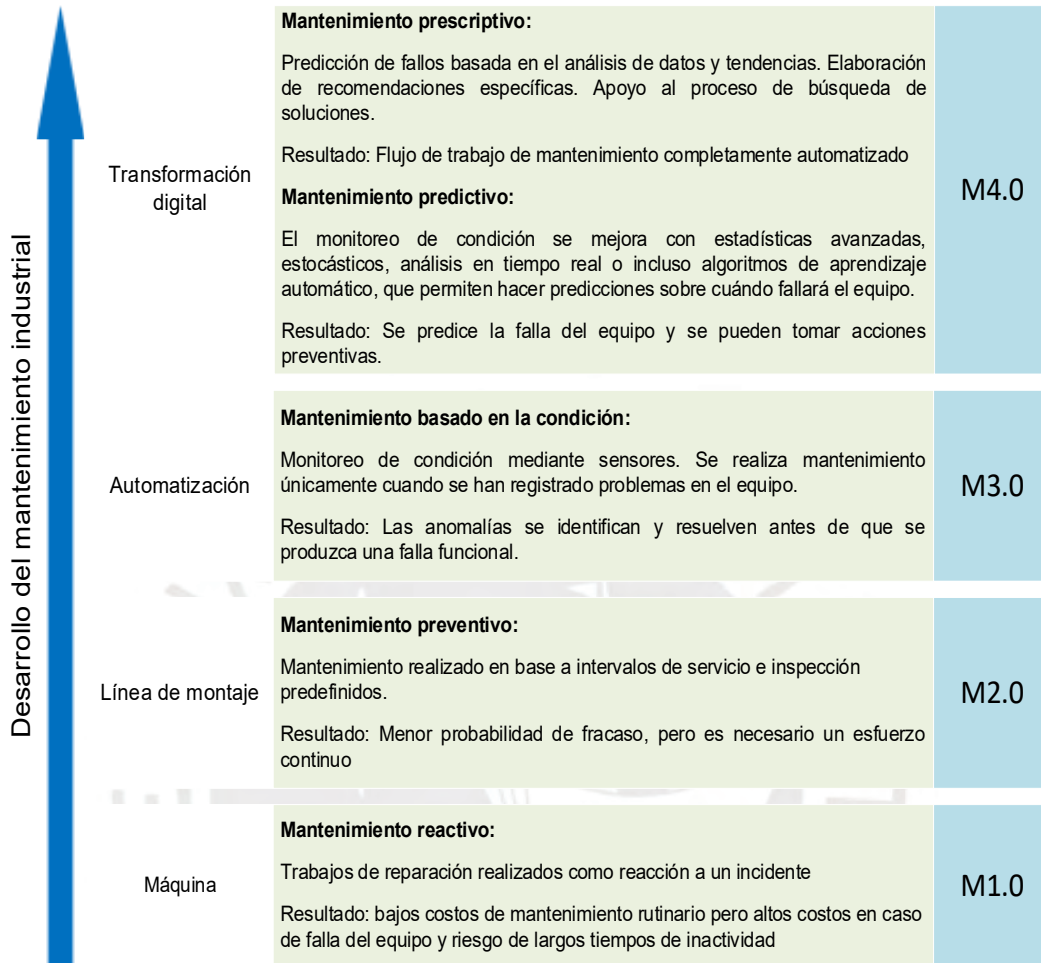 Desarrollo del mantenimiento industrial
Transformación
digital
Mantenimiento prescriptivo:
Predicción de fallos basada en el análisis de datos y tendencias. Elaboración
de recomendaciones específicas. Apoyo al proceso de búsqueda de
soluciones.
Resultado: Flujo de trabajo de mantenimiento completamente automatizado
Mantenimiento predictivo:
El monitoreo de condición se mejora con estadísticas avanzadas,
estocásticos, análisis en tiempo real o incluso algoritmos de aprendizaje
automático, que permiten hacer predicciones sobre cuándo fallará el equipo.
Resultado: Se predice la falla del equipo y se pueden tomar acciones
preventivas.
M4.0
Automatización
Mantenimiento basado en la condición:
Monitoreo de condición mediante sensores. Se realiza mantenimiento
únicamente cuando se han registrado problemas en el equipo.
Resultado: Las anomalías se identifican y resuelven antes de que se
produzca una falla funcional.
M3.0
Línea de montaje
Mantenimiento preventivo:
Mantenimiento realizado en base a intervalos de servicio e inspección
predefinidos.
Resultado: Menor probabilidad de fracaso, pero es necesario un esfuerzo
continuo
M2.0
Máquina
Mantenimiento reactivo:
Trabajos de reparación realizados como reacción a un incidente
Resultado: bajos costos de mantenimiento rutinario pero altos costos en caso
de falla del equipo y riesgo de largos tiempos de inactividad
M1.0